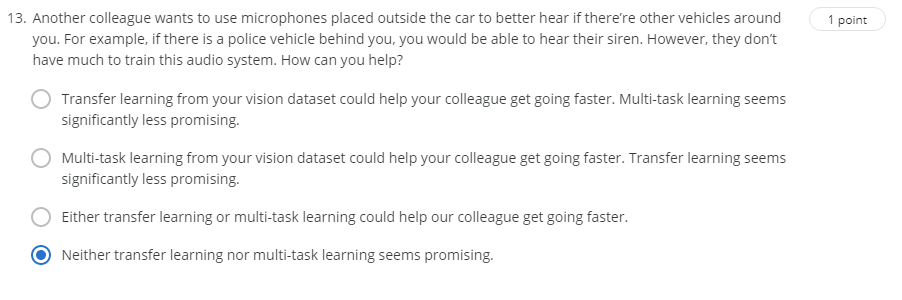 13. Another colleague wants to use microphones placed outside the car to better hear if there're other vehicles around
1 point
you. For example, if there is a police vehicle behind you, you would be able to hear their siren. However, they don't
have much to train this audio system. How can you help?
Transfer learning from your vision dataset could help your colleague get going faster. Multi-task learning seems
significantly less promising.
Multi-task learning from your vision dataset could help your colleague get going faster. Transfer learning seems
significantly less promising.
Either transfer learning or multi-task learning could help our colleague get going faster.
Neither transfer learning nor multi-task learning seems promising.